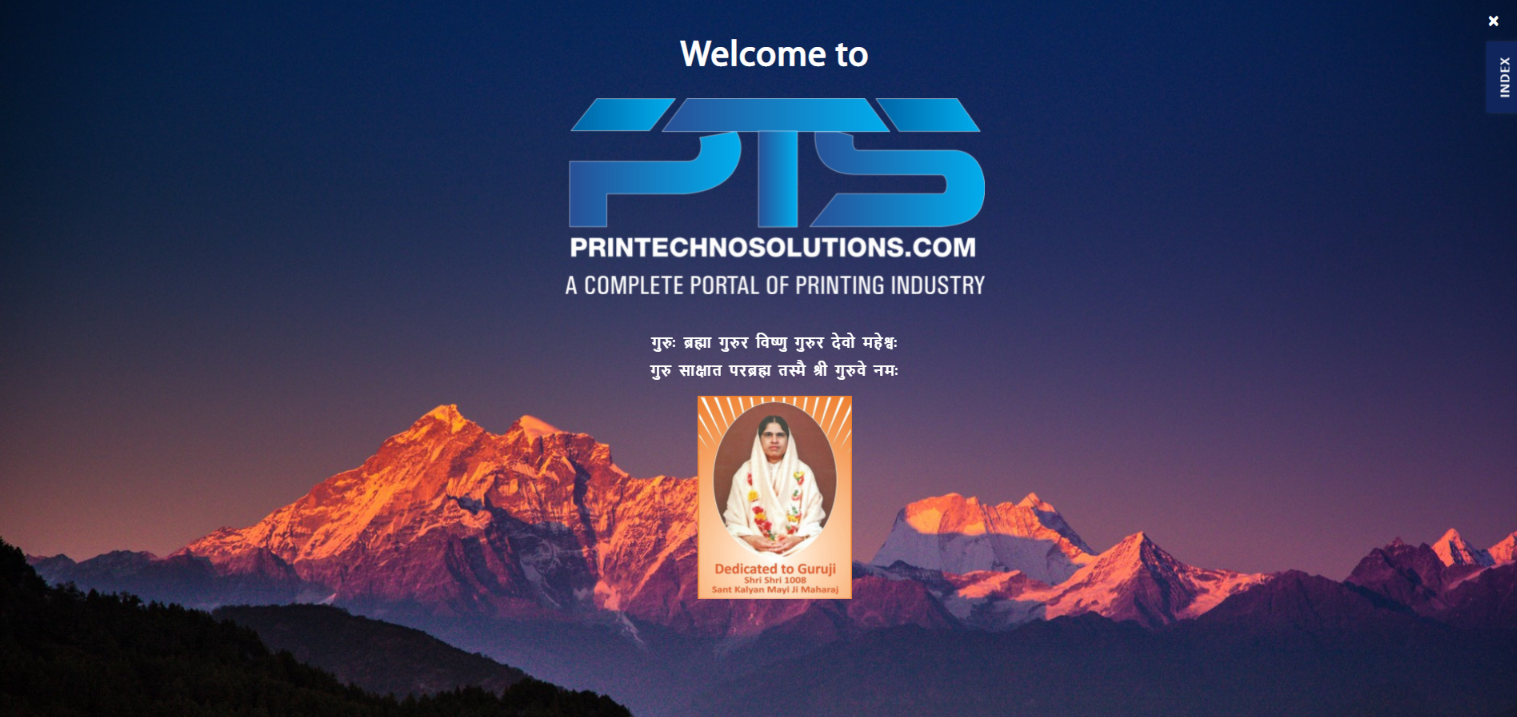 Welcome to
INDEX
PTS
PRINTECHNOSOLUTIONS.COM
A COMPLETE PORTAL OF PRINTING INDUSTRY
गुरुः ब्रह्मा गुरुर विष्णु गुरुर देवो महेश्वः
गुरु साक्षात परब्रह्म तस्मै श्री गुरुवे नमः
Dedicated to Guruji
Shri Shri 1008
Sant Kalyan Mayi Ji Maharaj